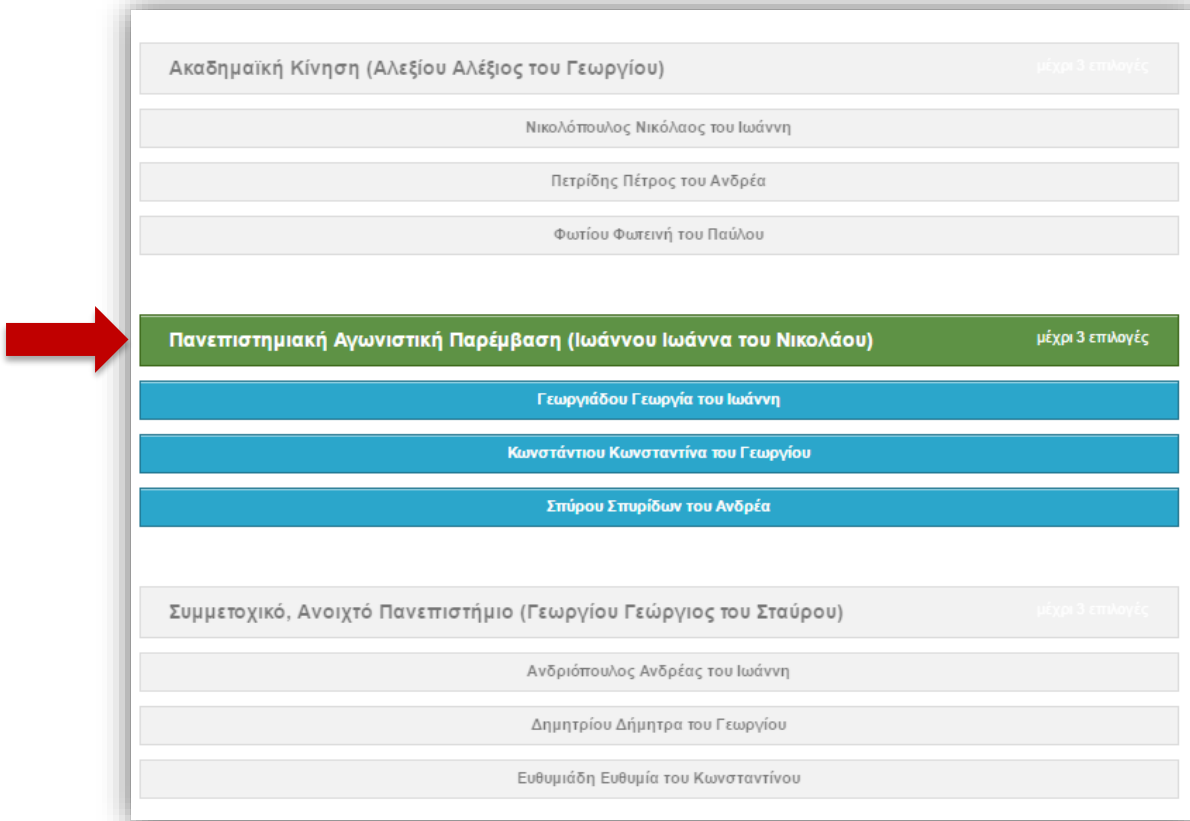 Ακαδημαϊκή Κίνηση (Αλεξίου Αλέξιος του Γεωργίου) μέχρι 3 επιλογές
Νικολόπουλος Νικόλαος του Ιωάννη
Πετρίδης Πέτρος του Ανδρέα
Φωτίου Φωτεινή του Παύλου
Πανεπιστημιακή Αγωνιστική Παρέμβαση (Ιωάννου Ιωάννα του Νικολάου) μέχρι 3 επιλογές
Γεωργιάδου Γεωργία του Ιωάννη
Κωνστάντιου Κωνσταντίνα του Γεωργίου
Σπύρου Σπυρίδων του Ανδρέα
Συμμετοχικό, Ανοιχτό Πανεπιστήμιο (Γεωργίου Γεώργιος του Σταύρου) μέχρι 3 επιλογές
Ανδριόπουλος Ανδρέας του Ιωάννη
Δημητρίου Δήμητρα του Γεωργίου
Ευθυμιάδη Ευθυμία του Κωνσταντίνου